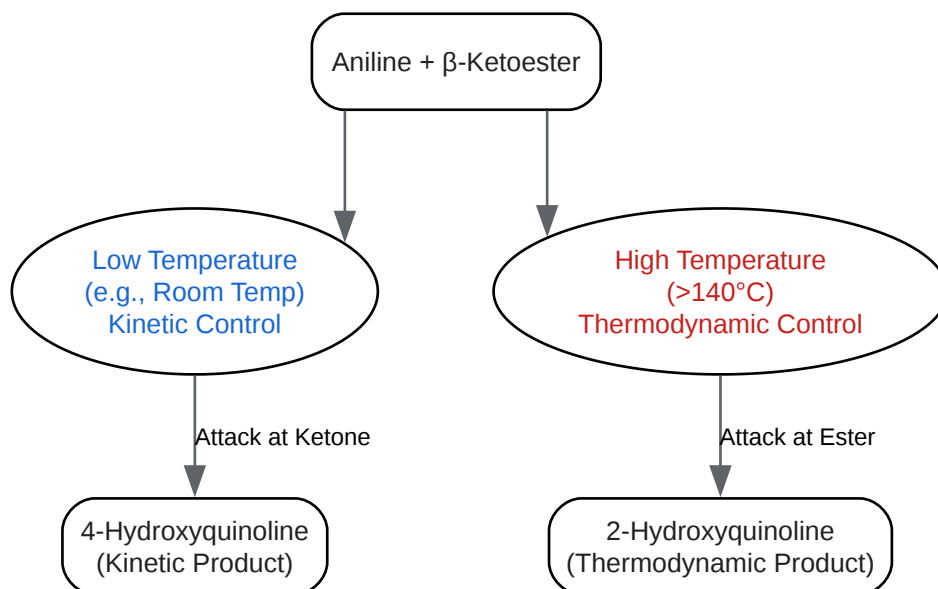 Aniline + β-Ketoester
Low Temperature
(e.g., Room Temp)
Kinetic Control
High Temperature
(>140°C)
Thermodynamic Control
Attack at Ketone
Attack at Ester
4-Hydroxyquinoline
(Kinetic Product)
2-Hydroxyquinoline
(Thermodynamic Product)